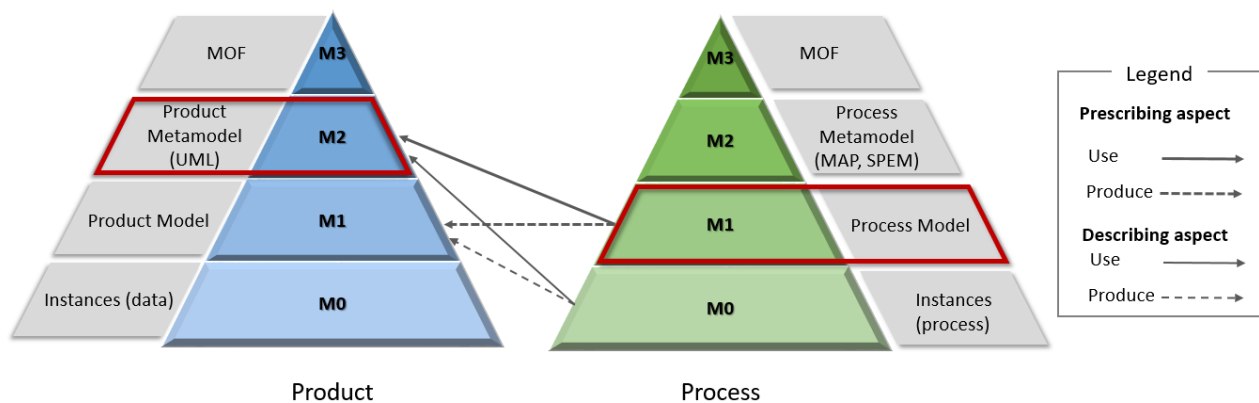 MOF
M3
Product
Metamodel
(UML)
M2
Product Model
M1
Instances (data)
M0
Product
M3
MOF
M2
Process
Metamodel
(MAP, SPEM)
M1
Process Model
M0
Instances
(process)
Process
Legend
Prescribing aspect
Use
Produce
Describing aspect
Use
Produce